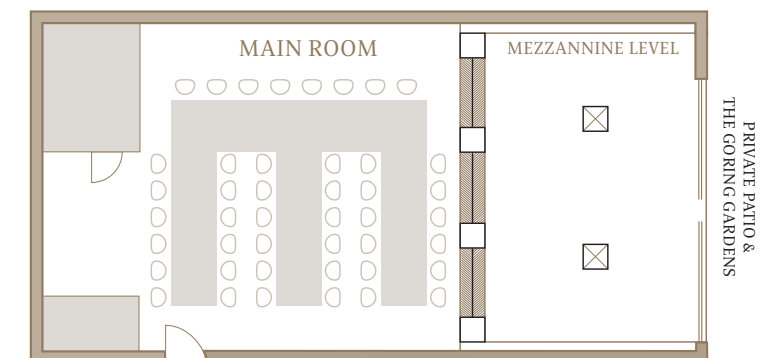 MAIN ROOM
MEZZANNINE LEVEL
PRIVATE PATIO &
THE GORING GARDENS